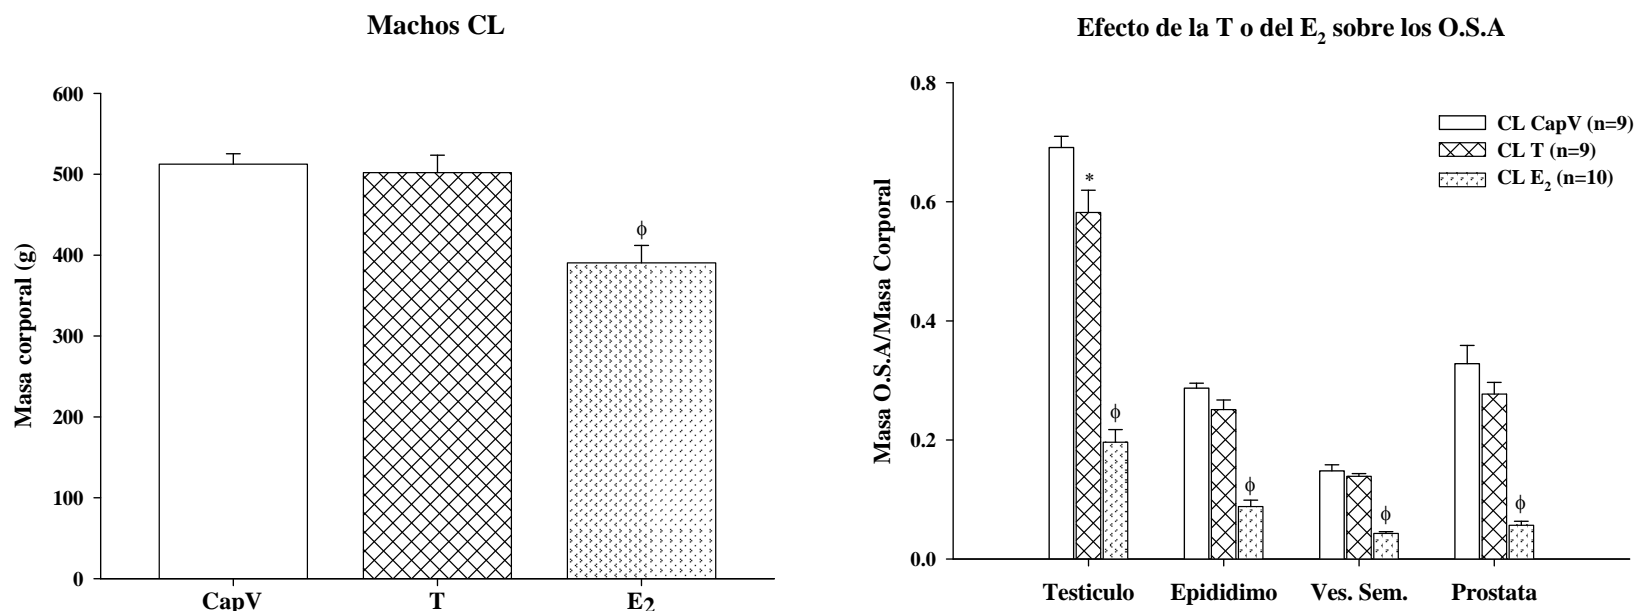 Machos CL
Masa corporal (g)
600
500
400
300
200
100
0
ϕ
CapV
T
E2
Efecto de la T o del E2 sobre los O.S.A
Masa O.S.A/Masa Corporal
0.8
0.6
0.4
0.2
0.0
CL CapV (n=9)
CL T (n=9)
CL E2 (n=10)
*
ϕ
ϕ
ϕ
ϕ
Testiculo
Epididimo
Ves. Sem.
Prostata